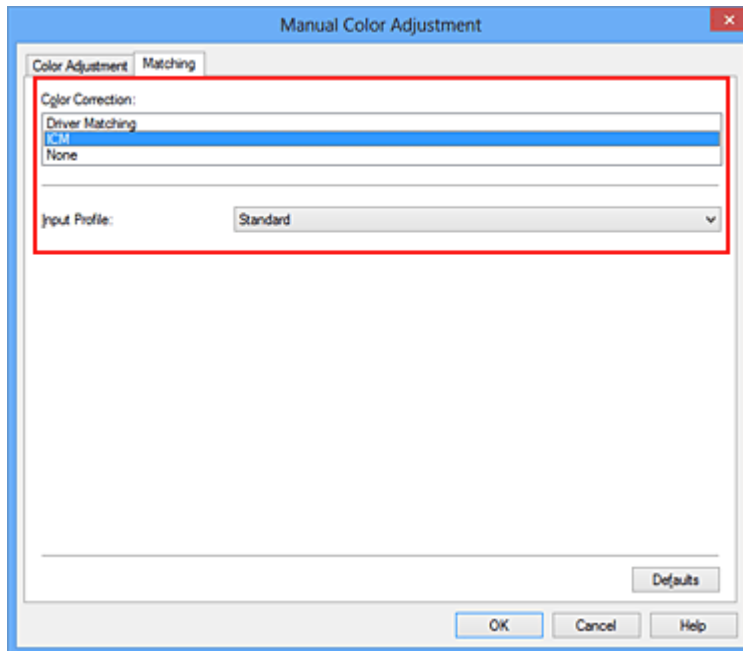 Manual Color Adjustment
Color Adjustment Matching
Color Correction:
Driver Matching
ICM
None
Input Profile: Standard
Defaults
OK Cancel Help